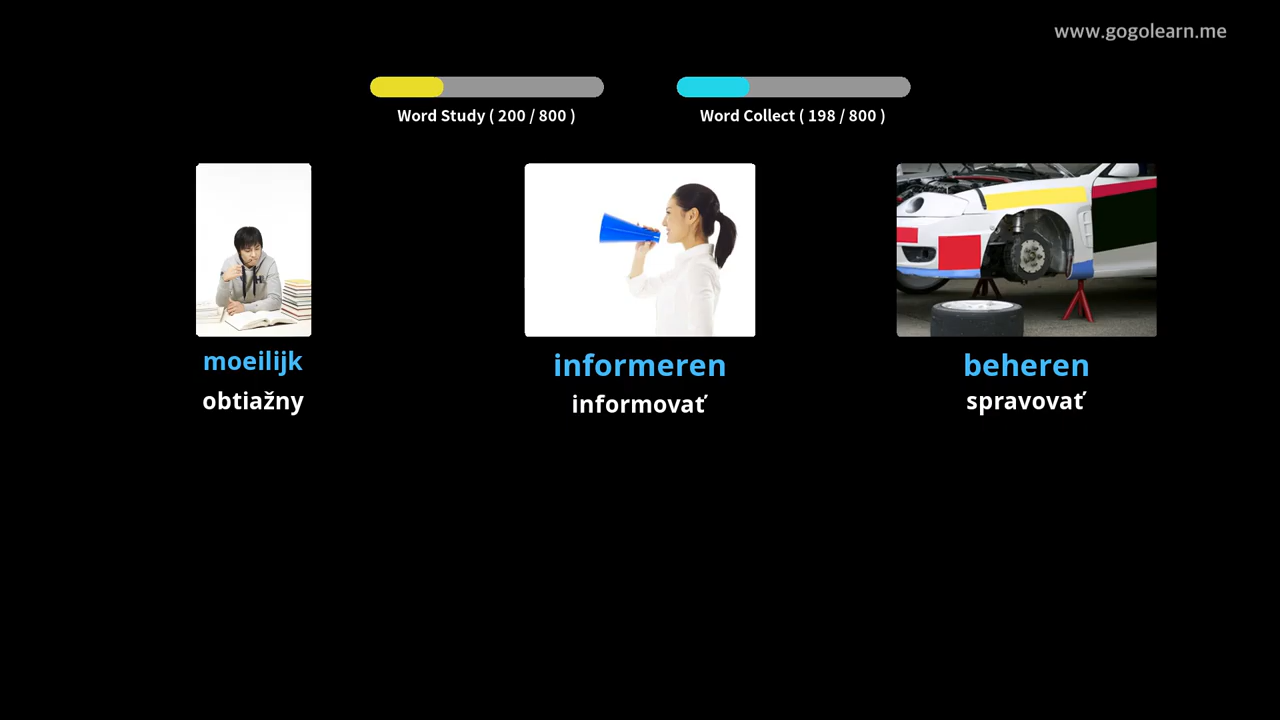 www.gogolearn.me
Word Study ( 200 / 800 )
Word Collect ( 198 / 800 )
moeilijk
obtiažny
informeren
informovať
beheren
spravovať